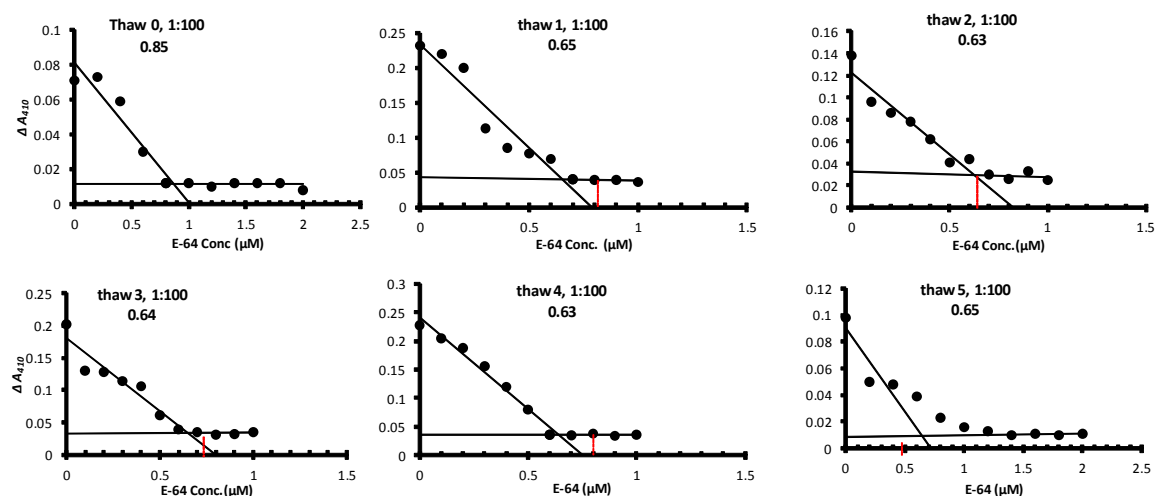 Thaw 0, 1:100
0.85
0.1
0.08
0.06
0.04
0.02
0
Δ A410
0 0.5 1 1.5 2 2.5
E-64 Conc (µM)
thaw 1, 1:100
0.65
0.25
0.2
0.15
0.1
0.05
0
0 0.5 1 1.5
E-64 Conc. (µM)
thaw 2, 1:100
0.63
0.16
0.14
0.12
0.1
0.08
0.06
0.04
0.02
0
0 0.5 1 1.5
E-64 Conc.(µM)
thaw 3, 1:100
0.64
0.25
0.2
0.15
0.1
0.05
0
Δ A410
0 0.5 1 1.5
E-64 Conc.(µM)
thaw 4, 1:100
0.63
0.3
0.25
0.2
0.15
0.1
0.05
0
0 0.5 1 1.5
E-64 (µM)
thaw 5, 1:100
0.65
0.12
0.1
0.08
0.06
0.04
0.02
0
0 0.5 1 1.5 2 2.5
E-64 (µM)